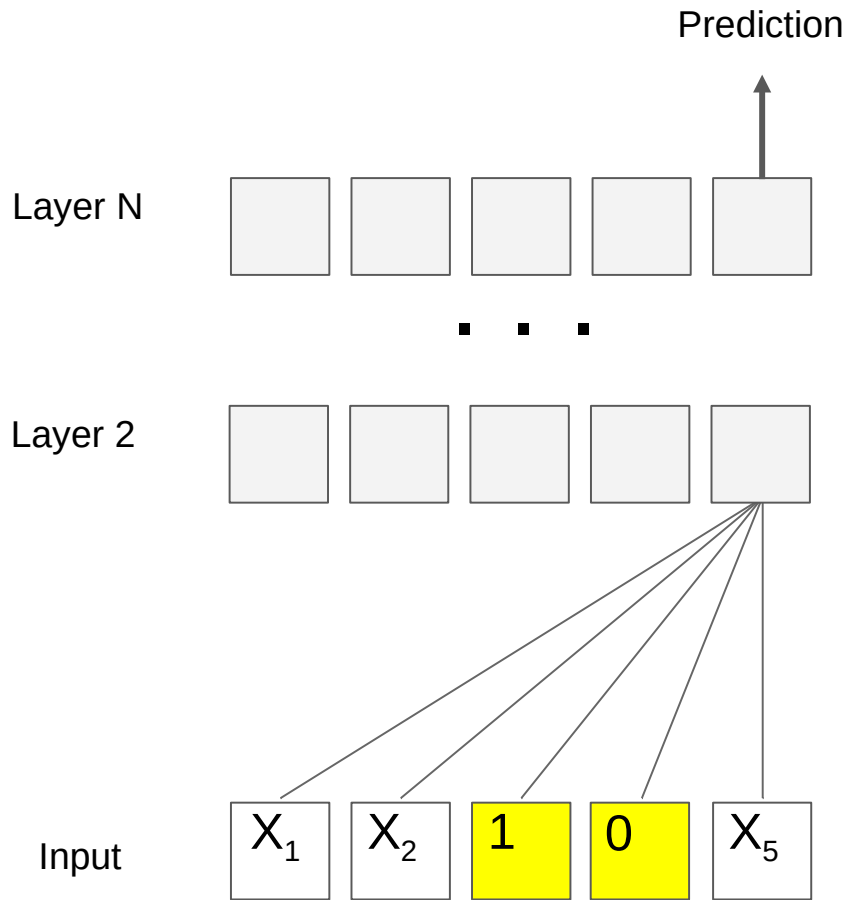 Prediction
Layer N
. . .
Layer 2
Input X₁ X₂ 1 0 X₅